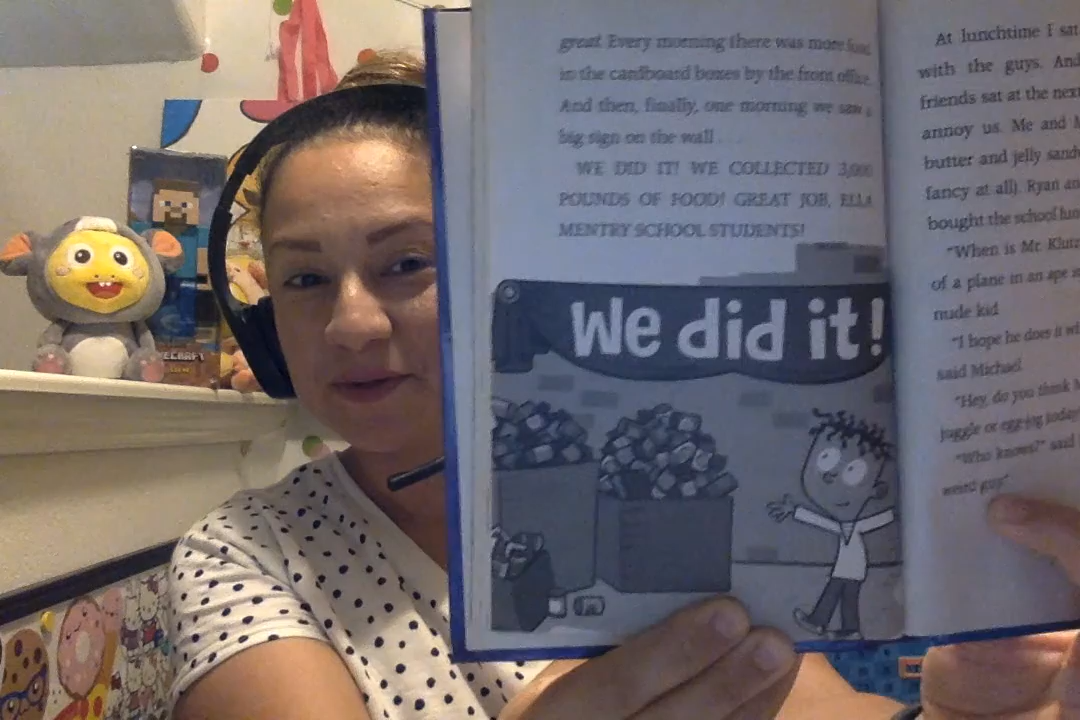 great. Every morning there was more food
in the cardboard boxes by the front office.
And then, finally, one morning we saw a
big sign on the wall . . .
WE DID IT! WE COLLECTED 3,000
POUNDS OF FOOD! GREAT JOB, ELLA
MENTRY SCHOOL STUDENTS!
We did it!
At lunchtime I sat
with the guys. And
friends sat at the next
annoy us. Me and M
butter and jelly sandw
fancy at all). Ryan an
bought the school lun
"When is Mr. Klutz
of a plane in an ape
nude kid
"I hope he does it wi
said Michael.
"Hey, do you think M
juggle or egg-ing today
"Who knows?" said
weird guy."
MINECRAFT